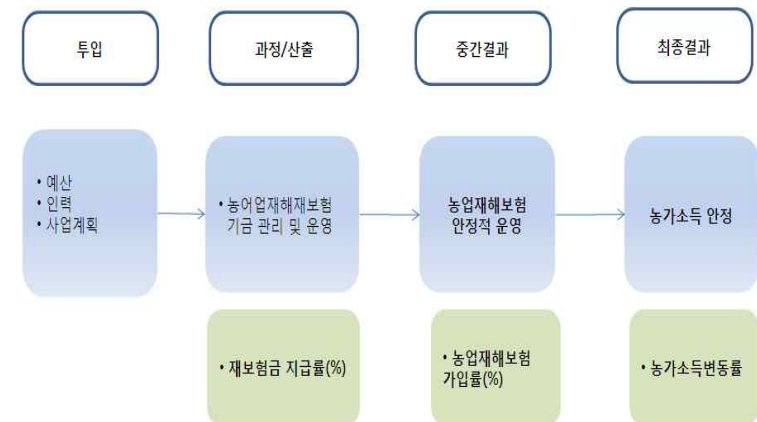 투입
과정/산출
중간결과
최종결과
• 예산
• 인력
• 사업계획
• 농어업재해재보험
기금 관리 및 운영
농업재해보험
안정적 운영
농가소득 안정
• 재보험금 지급률(%)
• 농업재해보험
가입률(%)
• 농가소득변동률